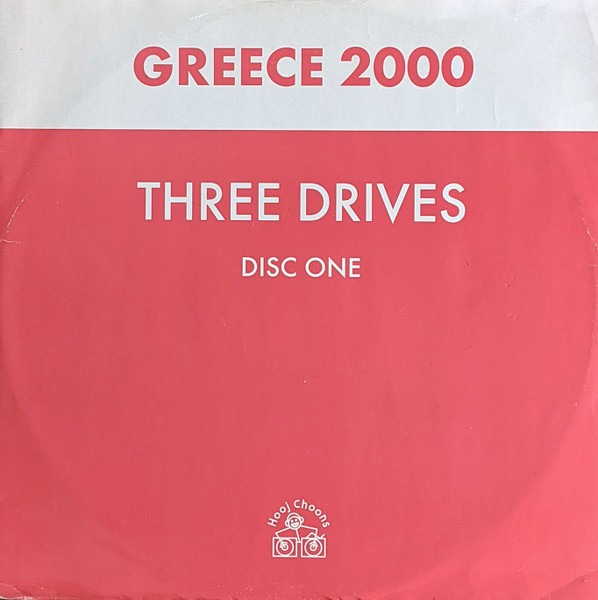 GREECE 2000
THREE DRIVES
DISC ONE
Hooj Choons